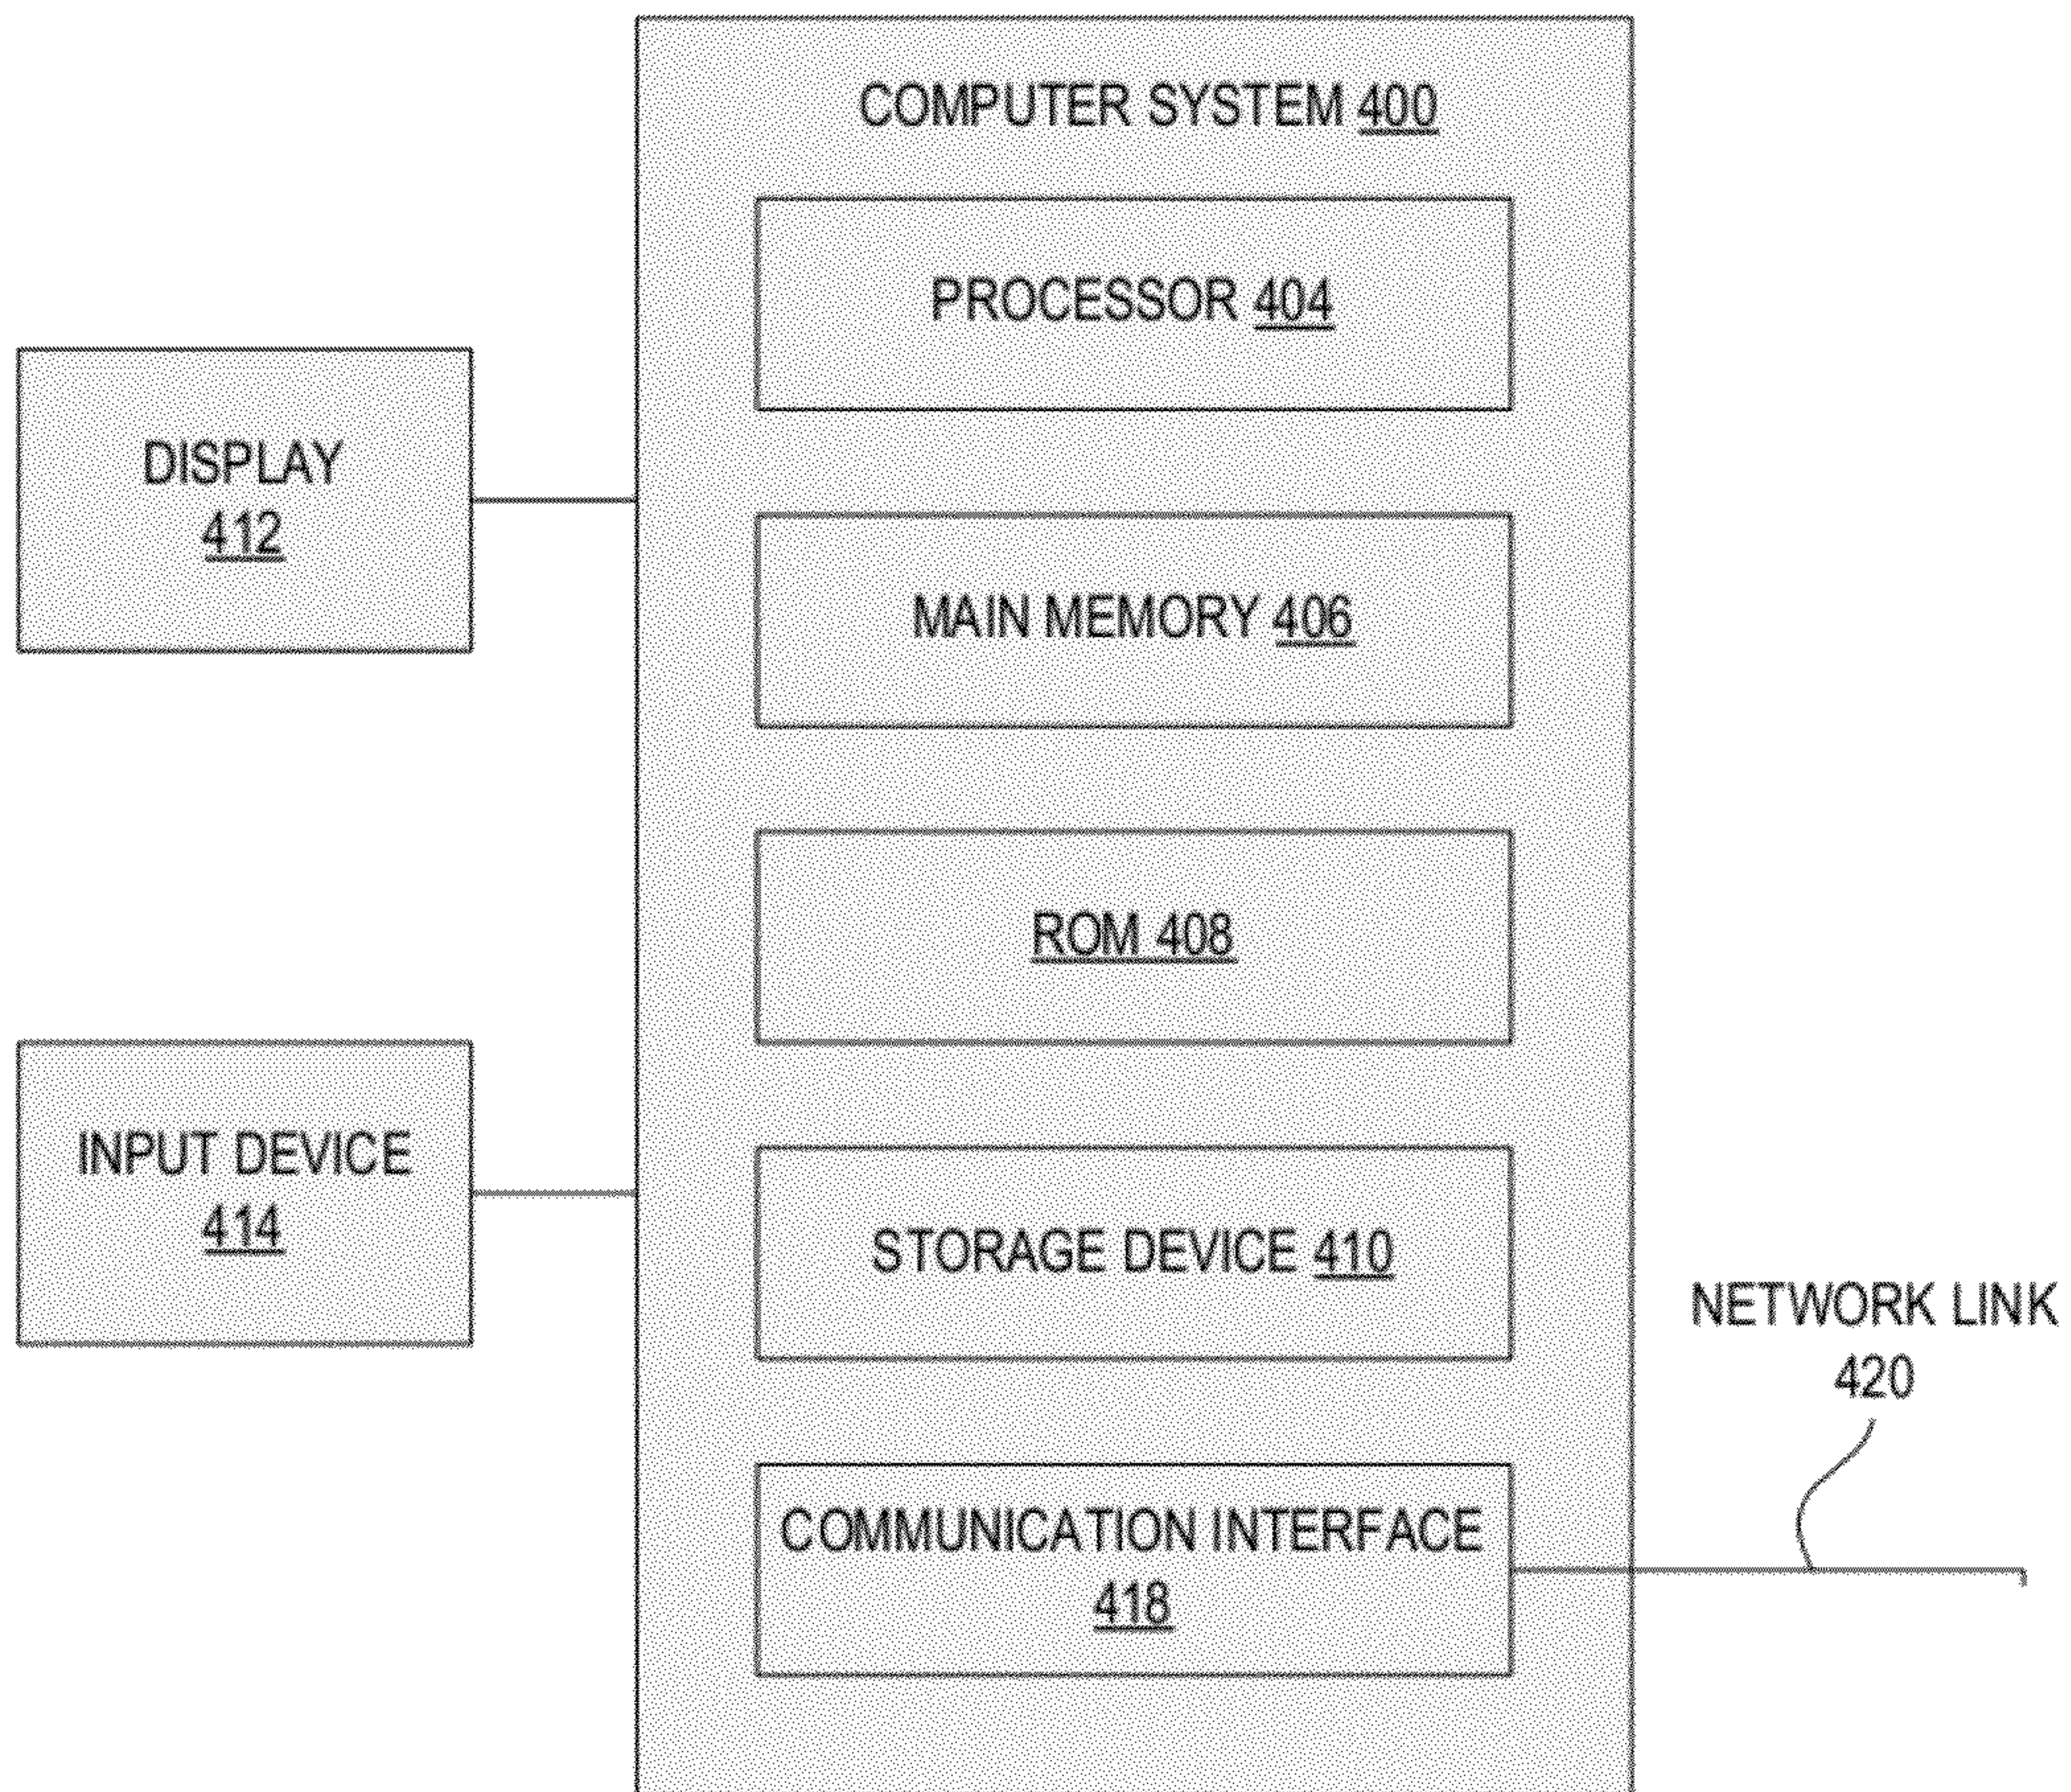 COMPUTER SYSTEM 400
PROCESSOR 404
DISPLAY
412
MAIN MEMORY 406
ROM 408
INPUT DEVICE
414
STORAGE DEVICE 410
NETWORK LINK
420
COMMUNICATION INTERFACE
418